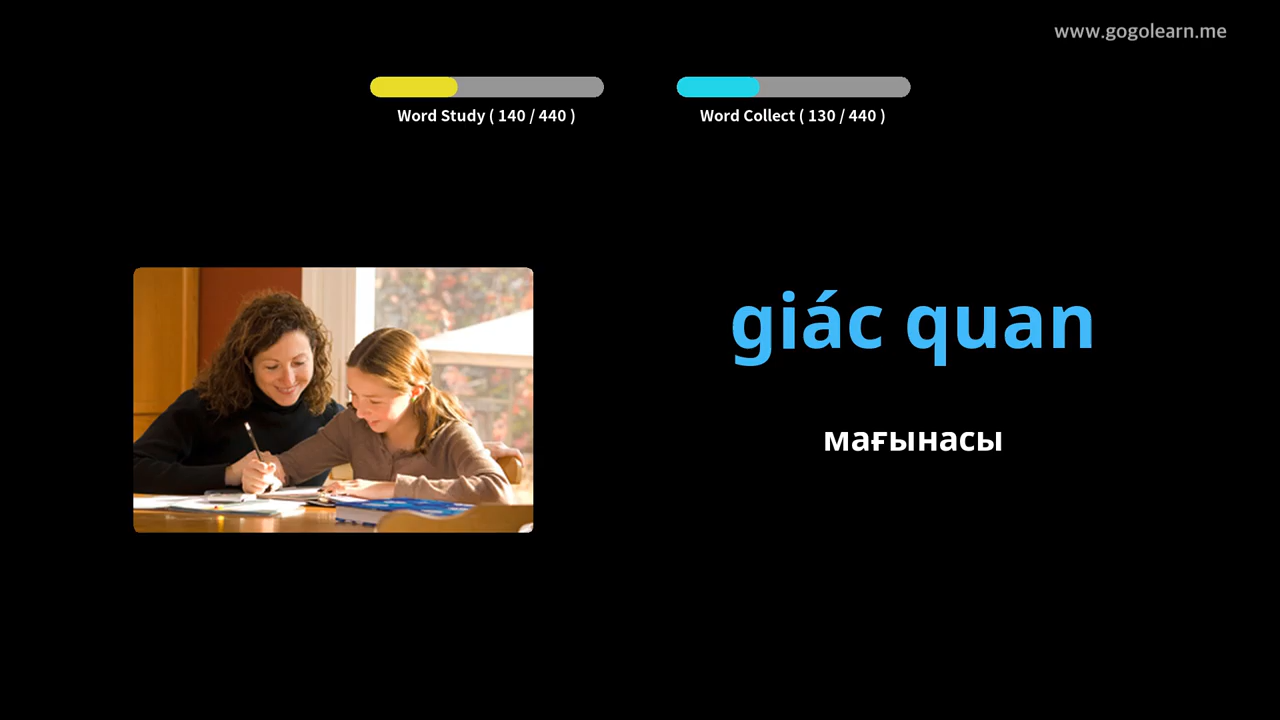 www.gogolearn.me
Word Study ( 140 / 440 )
Word Collect ( 130 / 440 )
giác quan
мағынасы